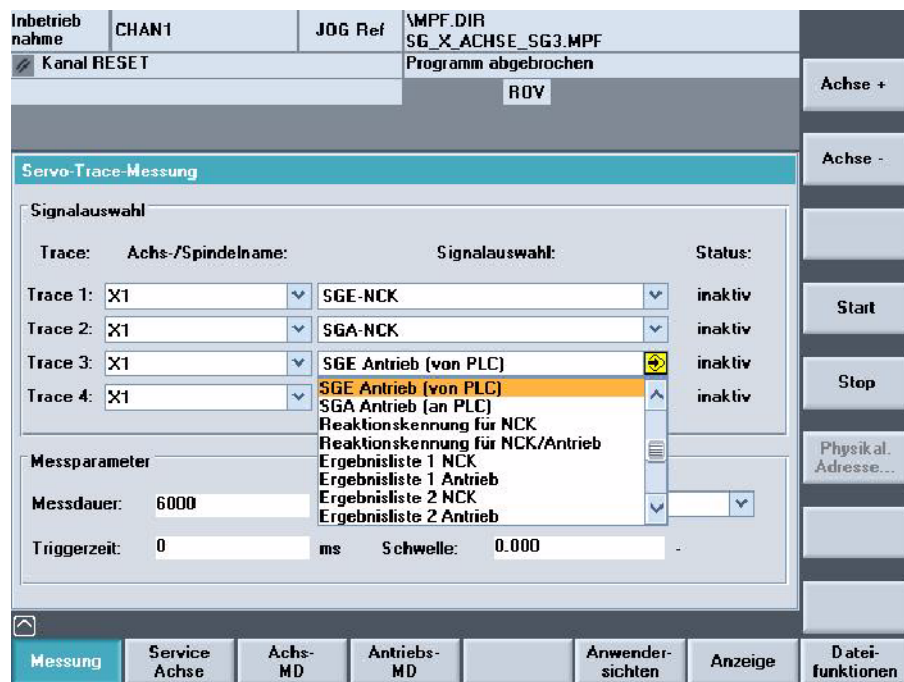 Inbetrieb
nahme
CHAN1
JOG Ref
\MPF.DIR
SG_X_ACHSE_SG3.MPF
Kanal RESET
Programm abgebrochen
ROV
Achse +
Achse -
Start
Stop
Physikal.
Adresse...
Servo-Trace-Messung
Signalauswahl
Trace: Achs-/Spindelname: Signalauswahl: Status:
Trace 1: X1 SGE-NCK inaktiv
Trace 2: X1 SGA-NCK inaktiv
Trace 3: X1 SGE Antrieb (von PLC) inaktiv
Trace 4: X1 inaktiv
SGE Antrieb (von PLC)
SGA Antrieb (an PLC)
Reaktionskennung für NCK
Reaktionskennung für NCK/Antrieb
Ergebnisliste 1 NCK
Ergebnisliste 1 Antrieb
Ergebnisliste 2 NCK
Ergebnisliste 2 Antrieb
Messparameter
Messdauer: 6000
Triggerzeit: 0 ms Schwelle: 0.000 -
Messung
Service
Achse
Achs-
MD
Antriebs-
MD
Anwender-
sichten
Anzeige
Datei-
funktionen